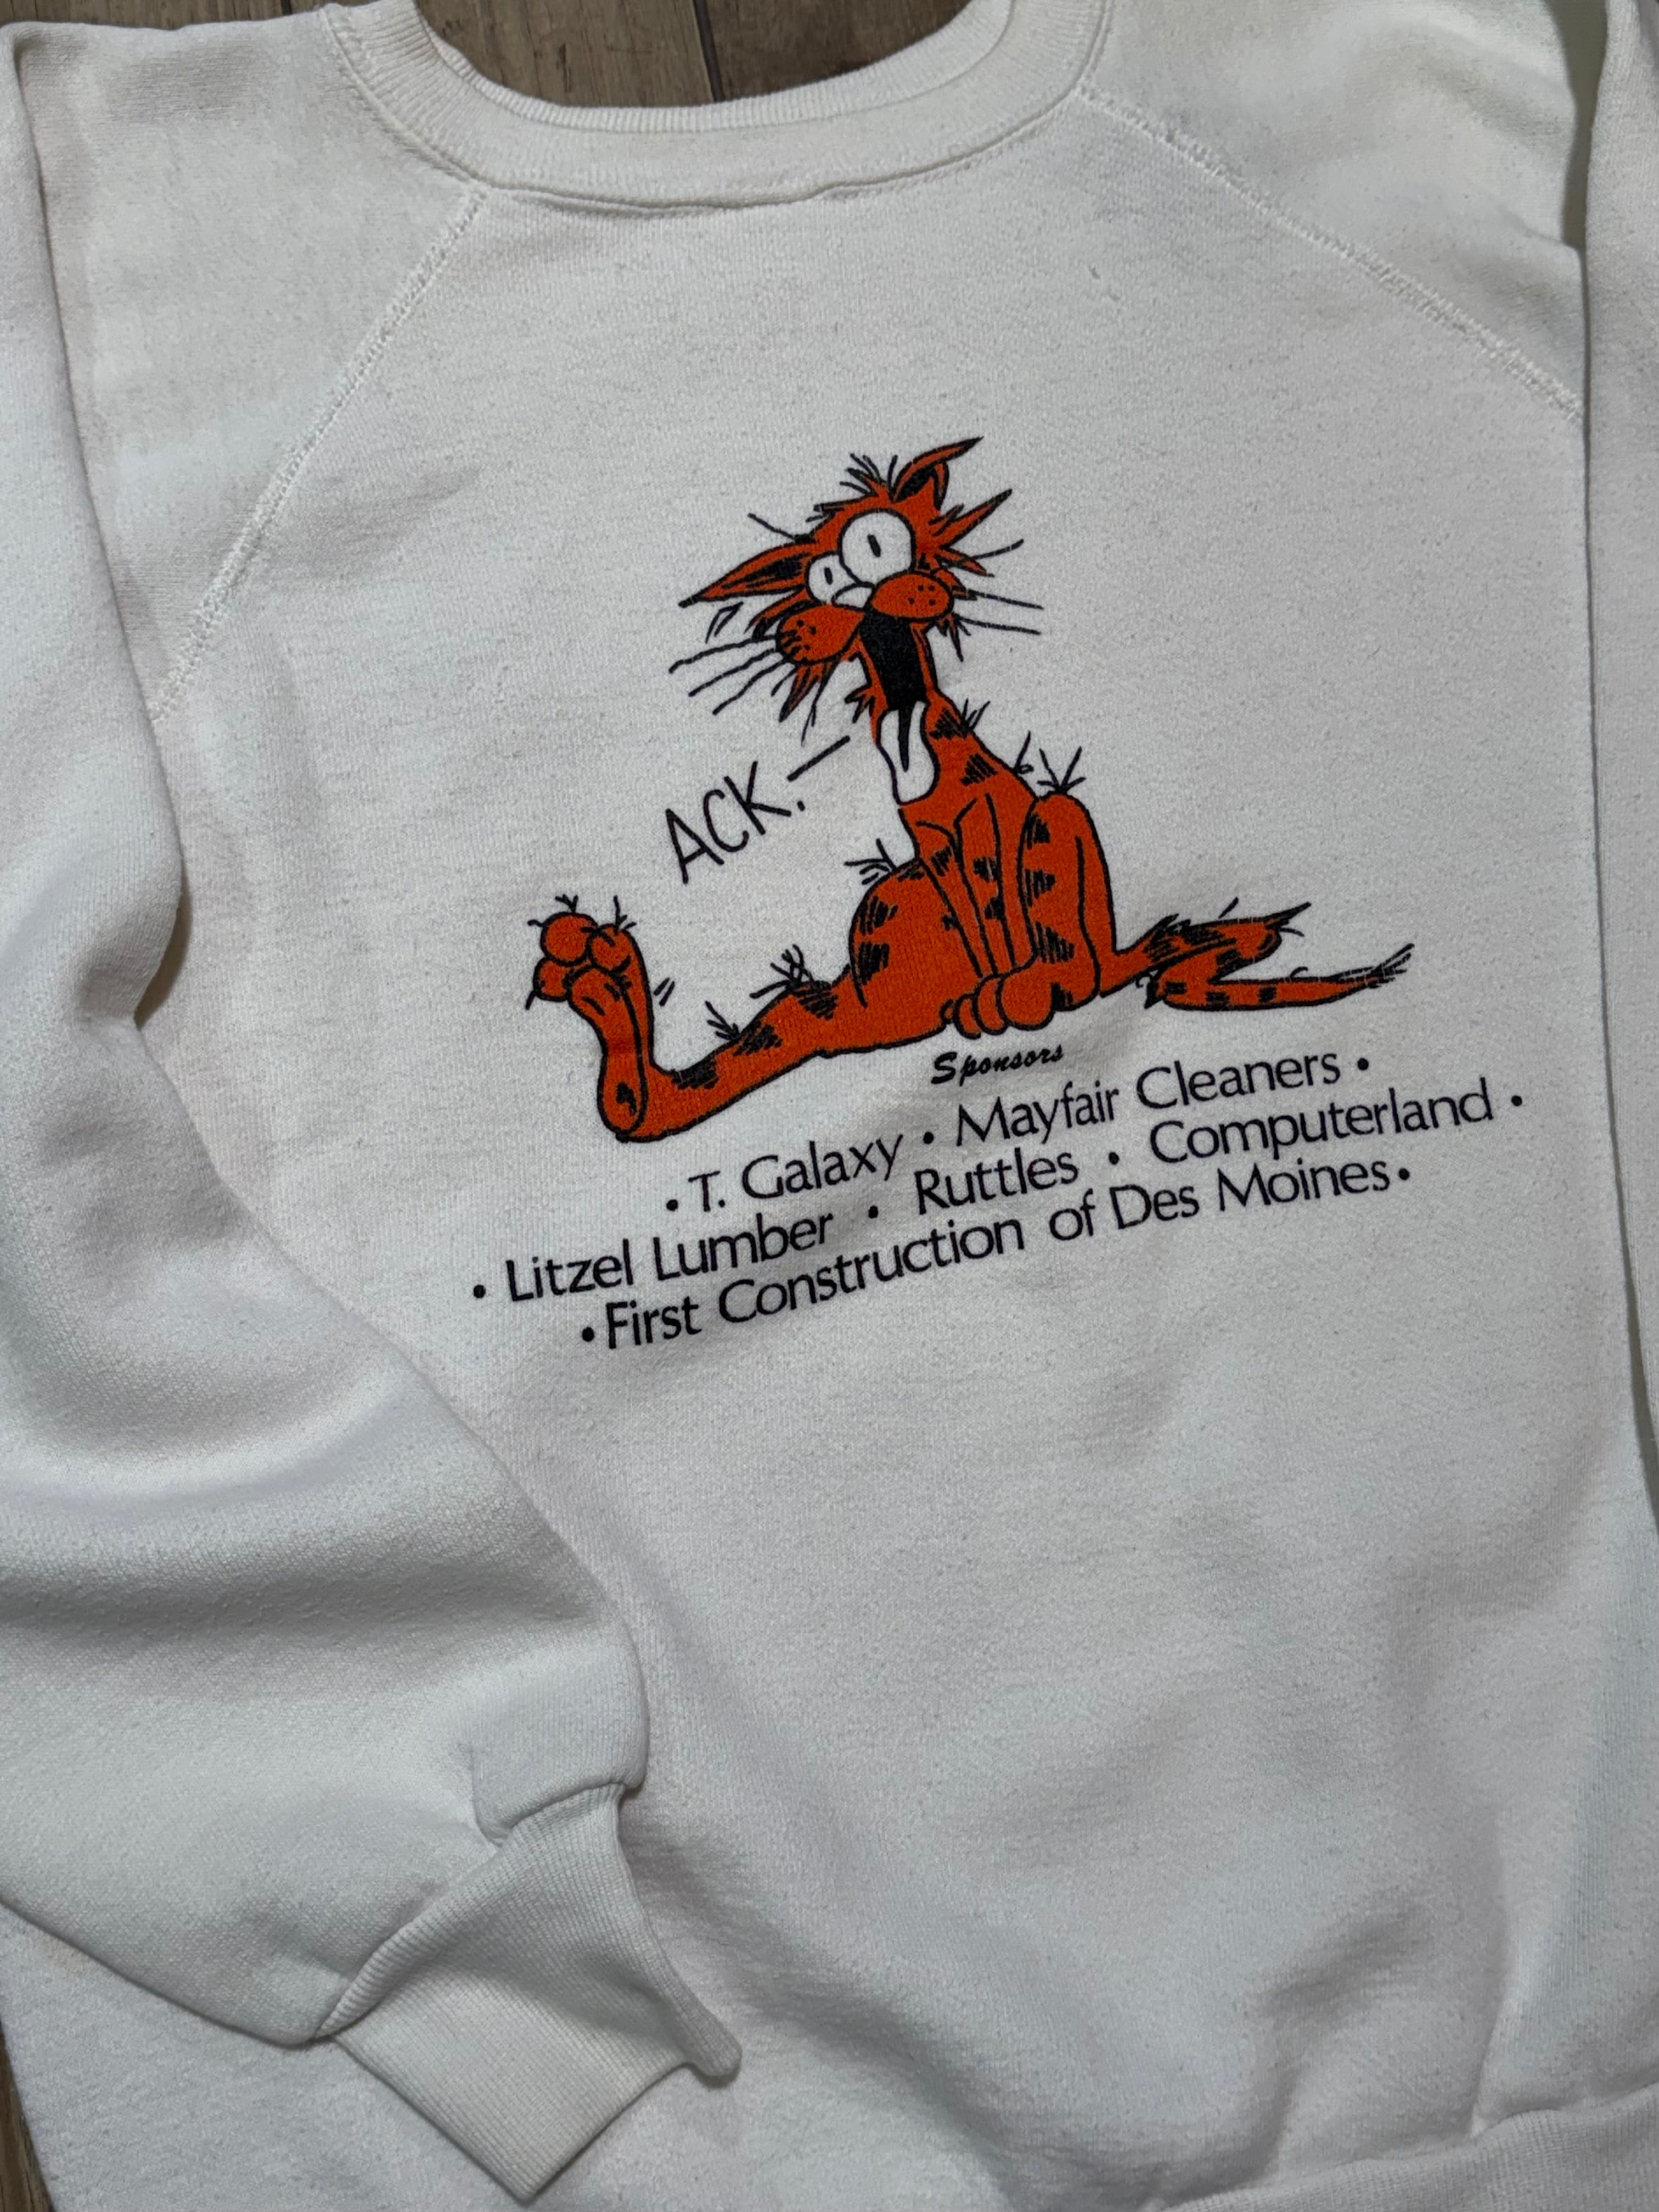 ACK.
Sponsors
• T. Galaxy • Mayfair Cleaners •
• Litzel Lumber • Ruttles • Computerland •
• First Construction of Des Moines •